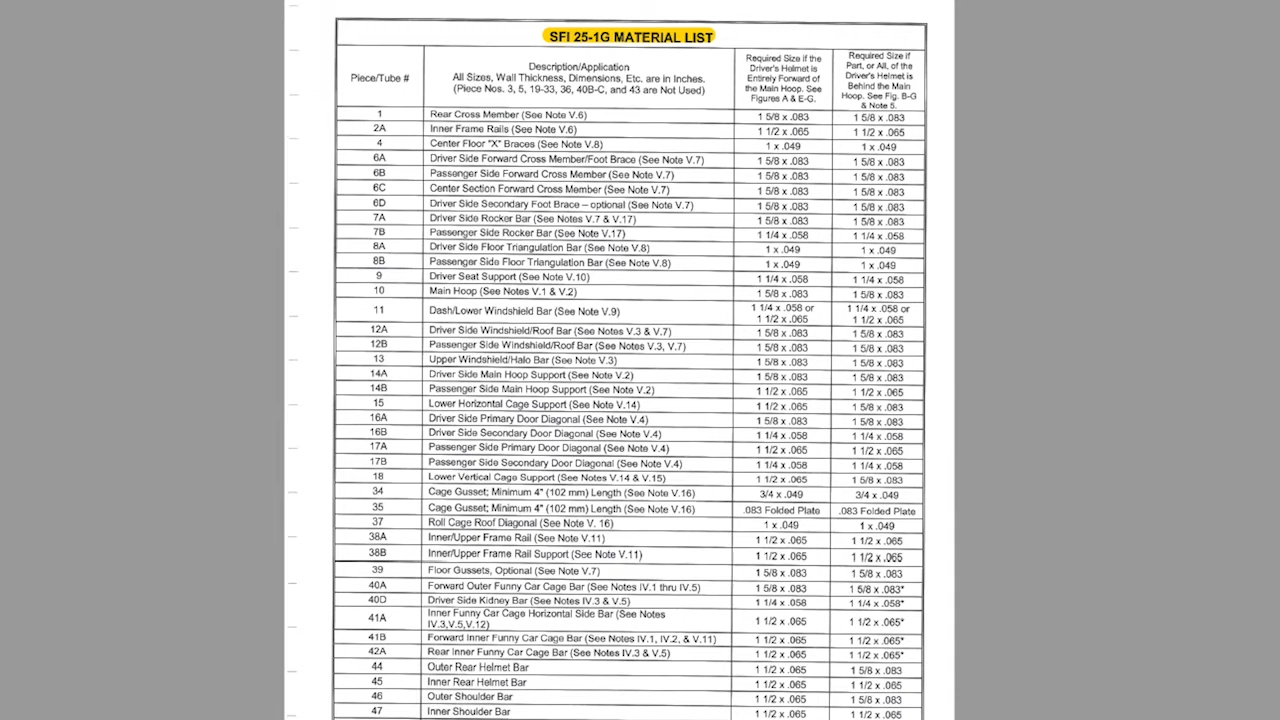 SFI 25-1G MATERIAL LIST
Piece/Tube #
Description/Application
All Sizes, Wall Thickness, Dimensions, Etc. are in Inches.
(Piece Nos. 3, 5, 19-33, 36, 40B-C, and 43 are Not Used)
Required Size if the
Driver's Helmet is
Entirely Forward of
the Main Hoop. See
Figures A & E-G.
Required Size if
Part, or All, of the
Driver's Helmet is
Behind the Main
Hoop. See Fig. B-G
& Note 5.
1 Rear Cross Member (See Note V.6) 1 5/8 x .083 1 5/8 x .083
2A Inner Frame Rails (See Note V.6) 1 1/2 x .065 1 1/2 x .065
4 Center Floor "X" Braces (See Note V.8) 1 x .049 1 x .049
6A Driver Side Forward Cross Member/Foot Brace (See Note V.7) 1 5/8 x .083 1 5/8 x .083
6B Passenger Side Forward Cross Member (See Note V.7) 1 5/8 x .083 1 5/8 x .083
6C Center Section Forward Cross Member (See Note V.7) 1 5/8 x .083 1 5/8 x .083
6D Driver Side Secondary Foot Brace – optional (See Note V.7) 1 5/8 x .083 1 5/8 x .083
7A Driver Side Rocker Bar (See Notes V.7 & V.17) 1 5/8 x .083 1 5/8 x .083
7B Passenger Side Rocker Bar (See Note V.17) 1 1/4 x .058 1 1/4 x .058
8A Driver Side Floor Triangulation Bar (See Note V.8) 1 x .049 1 x .049
8B Passenger Side Floor Triangulation Bar (See Note V.8) 1 x .049 1 x .049
9 Driver Seat Support (See Note V.10) 1 1/4 x .058 1 1/4 x .058
10 Main Hoop (See Notes V.1 & V.2) 1 5/8 x .083 1 5/8 x .083
11 Dash/Lower Windshield Bar (See Note V.9) 1 1/4 x .058 or 1 1/4 x .058 or
1 1/2 x .065 1 1/2 x .065
12A Driver Side Windshield/Roof Bar (See Notes V.3 & V.7) 1 5/8 x .083 1 5/8 x .083
12B Passenger Side Windshield/Roof Bar (See Notes V.3, V.7) 1 5/8 x .083 1 5/8 x .083
13 Upper Windshield/Halo Bar (See Note V.3) 1 5/8 x .083 1 5/8 x .083
14A Driver Side Main Hoop Support (See Note V.2) 1 5/8 x .083 1 5/8 x .083
14B Passenger Side Main Hoop Support (See Note V.2) 1 1/2 x .065 1 1/2 x .065
15 Lower Horizontal Cage Support (See Note V.14) 1 1/2 x .065 1 5/8 x .083
16A Driver Side Primary Door Diagonal (See Note V.4) 1 5/8 x .083 1 5/8 x .083
16B Driver Side Secondary Door Diagonal (See Note V.4) 1 1/4 x .058 1 1/4 x .058
17A Passenger Side Primary Door Diagonal (See Note V.4) 1 1/2 x .065 1 1/2 x .065
17B Passenger Side Secondary Door Diagonal (See Note V.4) 1 1/4 x .058 1 1/4 x .058
18 Lower Vertical Cage Support (See Notes V.14 & V.15) 1 1/2 x .065 1 5/8 x .083
34 Cage Gusset; Minimum 4" (102 mm) Length (See Note V.16) 3/4 x .049 3/4 x .049
35 Cage Gusset; Minimum 4" (102 mm) Length (See Note V.16) .083 Folded Plate .083 Folded Plate
37 Roll Cage Roof Diagonal (See Note V. 16) 1 x .049 1 x .049
38A Inner/Upper Frame Rail (See Note V.11) 1 1/2 x .065 1 1/2 x .065
38B Inner/Upper Frame Rail Support (See Note V.11) 1 1/2 x .065 1 1/2 x .065
39 Floor Gussets, Optional (See Note V.7) 1 5/8 x .083 1 5/8 x .083
40A Forward Outer Funny Car Cage Bar (See Notes IV.1 thru IV.5) 1 5/8 x .083 1 5/8 x .083*
40D Driver Side Kidney Bar (See Notes IV.3 & V.5) 1 1/4 x .058 1 1/4 x .058*
41A Inner Funny Car Cage Horizontal Side Bar (See Notes
IV.3,V.5,V.12) 1 1/2 x .065 1 1/2 x .065*
41B Forward Inner Funny Car Cage Bar (See Notes IV.1, IV.2, & V.11) 1 1/2 x .065 1 1/2 x .065*
42A Rear Inner Funny Car Cage Bar (See Notes IV.3 & V.5) 1 1/2 x .065 1 1/2 x .065*
44 Outer Rear Helmet Bar 1 1/2 x .065 1 5/8 x .083
45 Inner Rear Helmet Bar 1 1/2 x .065 1 1/2 x .065
46 Outer Shoulder Bar 1 1/2 x .065 1 5/8 x .083
47 Inner Shoulder Bar 1 1/2 x .065 1 1/2 x .065